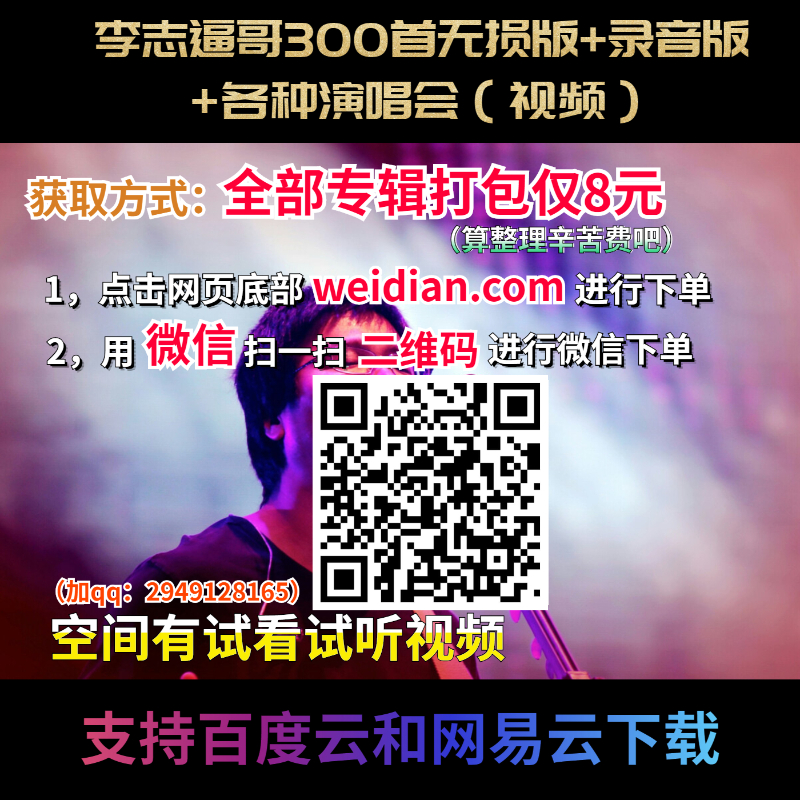 李志逼哥300首无损版+录音版
+各种演唱会（视频）
获取方式：全部专辑打包仅8元
（算整理辛苦费吧）
1，点击网页底部 weidian.com 进行下单
2，用 微信 扫一扫 二维码 进行微信下单
（加qq：2949128165）
空间有试看试听视频
支持百度云和网易云下载